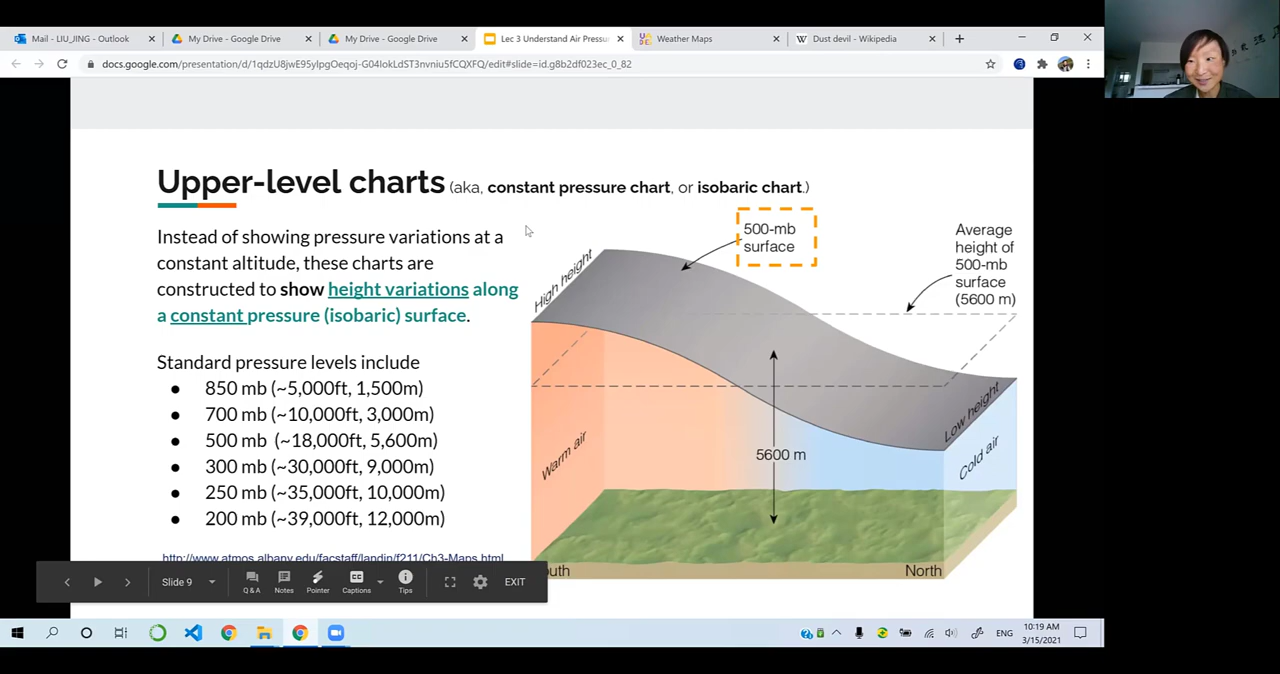 Mail - LIU_JING - Outlook
My Drive - Google Drive
My Drive - Google Drive
Lec 3 Understand Air Pressu
Weather Maps
Dust devil - Wikipedia
docs.google.com/presentation/d/1qdzU8jwE95ylpgOeqoj-G04lokLdST3nvniu5fCQXFQ/edit#slide=id.g8b2df023ec_0_82
Upper-level charts (aka, constant pressure chart, or isobaric chart.)
Instead of showing pressure variations at a
constant altitude, these charts are
constructed to show height variations along
a constant pressure (isobaric) surface.
Standard pressure levels include
● 850 mb (~5,000ft, 1,500m)
● 700 mb (~10,000ft, 3,000m)
● 500 mb (~18,000ft, 5,600m)
● 300 mb (~30,000ft, 9,000m)
● 250 mb (~35,000ft, 10,000m)
● 200 mb (~39,000ft, 12,000m)
http://www.atmos.albany.edu/facstaff/landin/f211/Ch3-Maps.html
500-mb
surface
Average
height of
500-mb
surface
(5600 m)
High height
Low height
Warm air
Cold air
5600 m
outh
North
Slide 9
Q & A
Notes
Pointer
Captions
Tips
EXIT
ENG
10:19 AM
3/15/2021